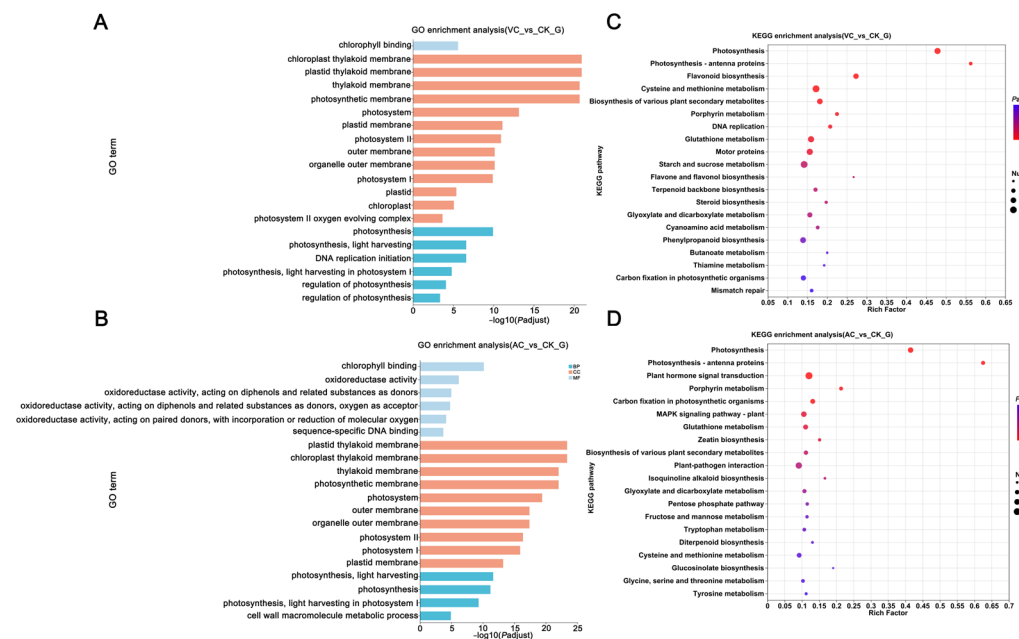 A
GO enrichment analysis(VC_vs_CK_G)
GO term
chlorophyll binding
chloroplast thylakoid membrane
plastid thylakoid membrane
thylakoid membrane
photosynthetic membrane
photosystem
plastid membrane
photosystem II
outer membrane
organelle outer membrane
photosystem I
plastid
chloroplast
photosystem II oxygen evolving complex
photosynthesis
photosynthesis, light harvesting
DNA replication initiation
photosynthesis, light harvesting in photosystem I
regulation of photosynthesis
regulation of photosynthesis
0 5 10 15 20
-log10(Padjust)
B
GO enrichment analysis(AC_vs_CK_G)
BP
CC
MF
GO term
chlorophyll binding
oxidoreductase activity
oxidoreductase activity, acting on diphenols and related substances as donors
oxidoreductase activity, acting on diphenols and related substances as donors, oxygen as acceptor
oxidoreductase activity, acting on paired donors, with incorporation or reduction of molecular oxygen
sequence-specific DNA binding
plastid thylakoid membrane
chloroplast thylakoid membrane
thylakoid membrane
photosynthetic membrane
photosystem
outer membrane
organelle outer membrane
photosystem II
photosystem I
plastid membrane
photosynthesis, light harvesting
photosynthesis
photosynthesis, light harvesting in photosystem I
cell wall macromolecule metabolic process
0 5 10 15 20 25
-log10(Padjust)
C
KEGG enrichment analysis(VC_vs_CK_G)
KEGG pathway
Photosynthesis
Photosynthesis - antenna proteins
Flavonoid biosynthesis
Cysteine and methionine metabolism
Biosynthesis of various plant secondary metabolites
Porphyrin metabolism
DNA replication
Glutathione metabolism
Motor proteins
Starch and sucrose metabolism
Flavone and flavonol biosynthesis
Terpenoid backbone biosynthesis
Steroid biosynthesis
Glyoxylate and dicarboxylate metabolism
Cyanoamino acid metabolism
Phenylpropanoid biosynthesis
Butanoate metabolism
Thiamine metabolism
Carbon fixation in photosynthetic organisms
Mismatch repair
0.05 0.1 0.15 0.2 0.25 0.3 0.35 0.4 0.45 0.5 0.55 0.6 0.65
Rich Factor
D
KEGG enrichment analysis(AC_vs_CK_G)
KEGG pathway
Photosynthesis
Photosynthesis - antenna proteins
Plant hormone signal transduction
Porphyrin metabolism
Carbon fixation in photosynthetic organisms
MAPK signaling pathway - plant
Glutathione metabolism
Zeatin biosynthesis
Biosynthesis of various plant secondary metabolites
Plant-pathogen interaction
Isoquinoline alkaloid biosynthesis
Glyoxylate and dicarboxylate metabolism
Pentose phosphate pathway
Fructose and mannose metabolism
Tryptophan metabolism
Diterpenoid biosynthesis
Cysteine and methionine metabolism
Glucosinolate biosynthesis
Glycine, serine and threonine metabolism
Tyrosine metabolism
0 0.05 0.1 0.15 0.2 0.25 0.3 0.35 0.4 0.45 0.5 0.55 0.6 0.65 0.7
Rich Factor